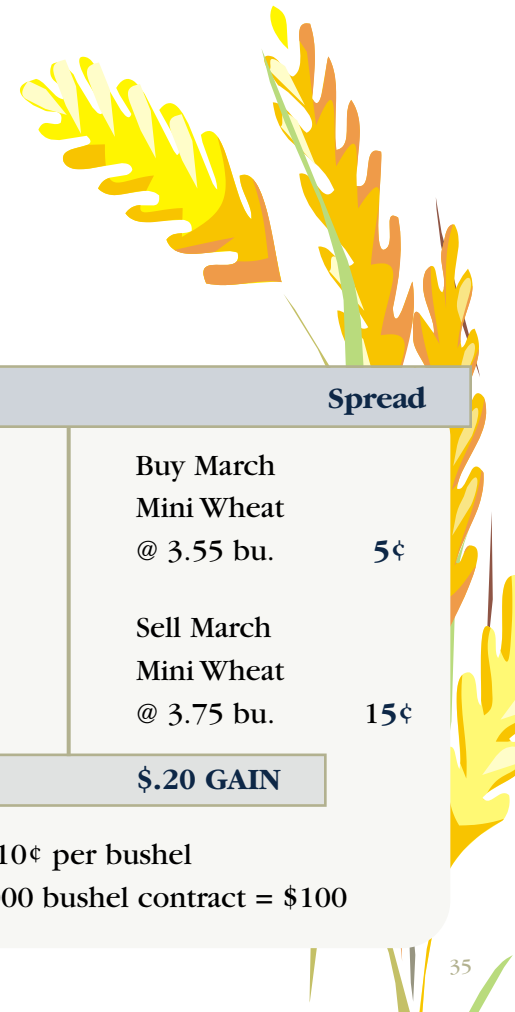 Spread
Buy March
Mini Wheat
@ 3.55 bu.
5¢
Sell March
Mini Wheat
@ 3.75 bu.
15¢
$.20 GAIN
10¢ per bushel
00 bushel contract = $100
35